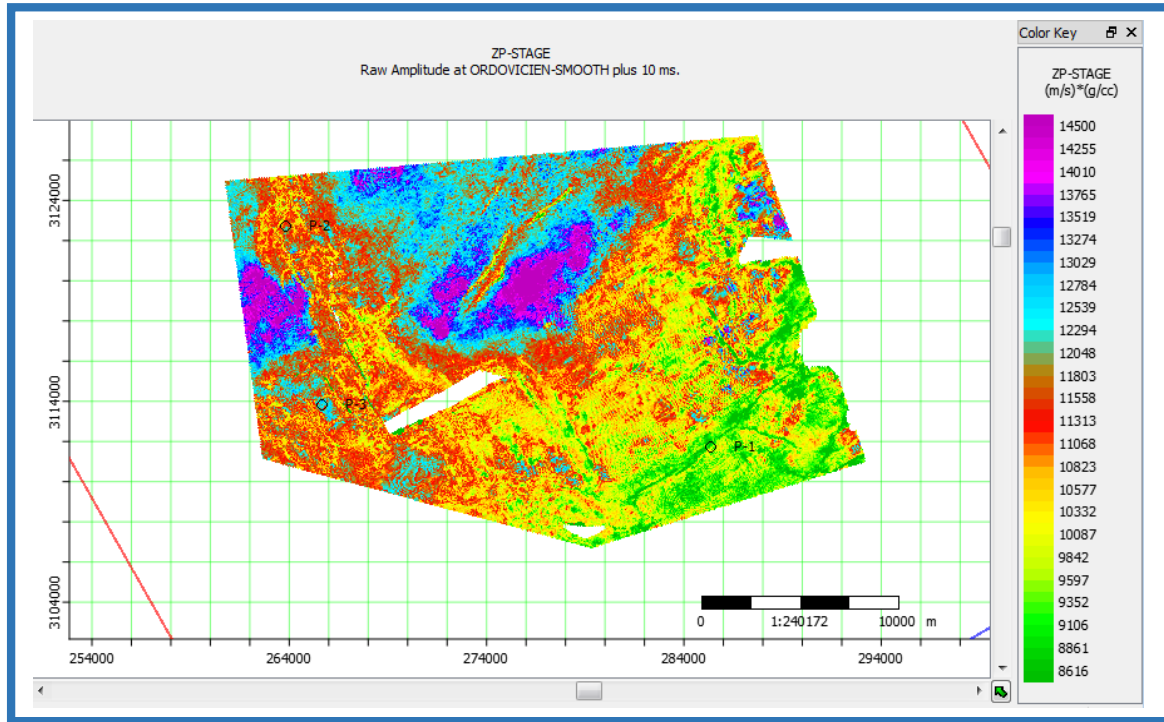 ZP-STAGE
Raw Amplitude at ORDOVICIEN-SMOOTH plus 10 ms.
Color Key
ZP-STAGE
(m/s)*(g/cc)
14500
14255
14010
13765
13519
13274
13029
12784
12539
12294
12048
11803
11558
11313
11068
10823
10577
10332
10087
9842
9597
9352
9106
8861
8616
3124000
3114000
3104000
P-2
P-3
P-1
0 1:240172 10000 m
254000 264000 274000 284000 294000